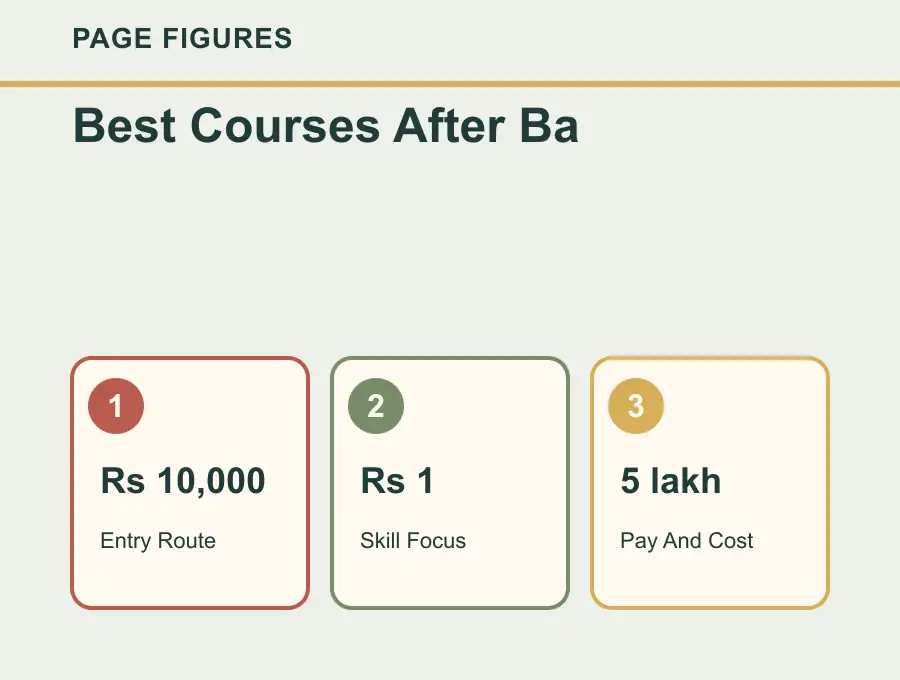 PAGE FIGURES
Best Courses After Ba
1
Rs 10,000
Entry Route
2
Rs 1
Skill Focus
3
5 lakh
Pay And Cost